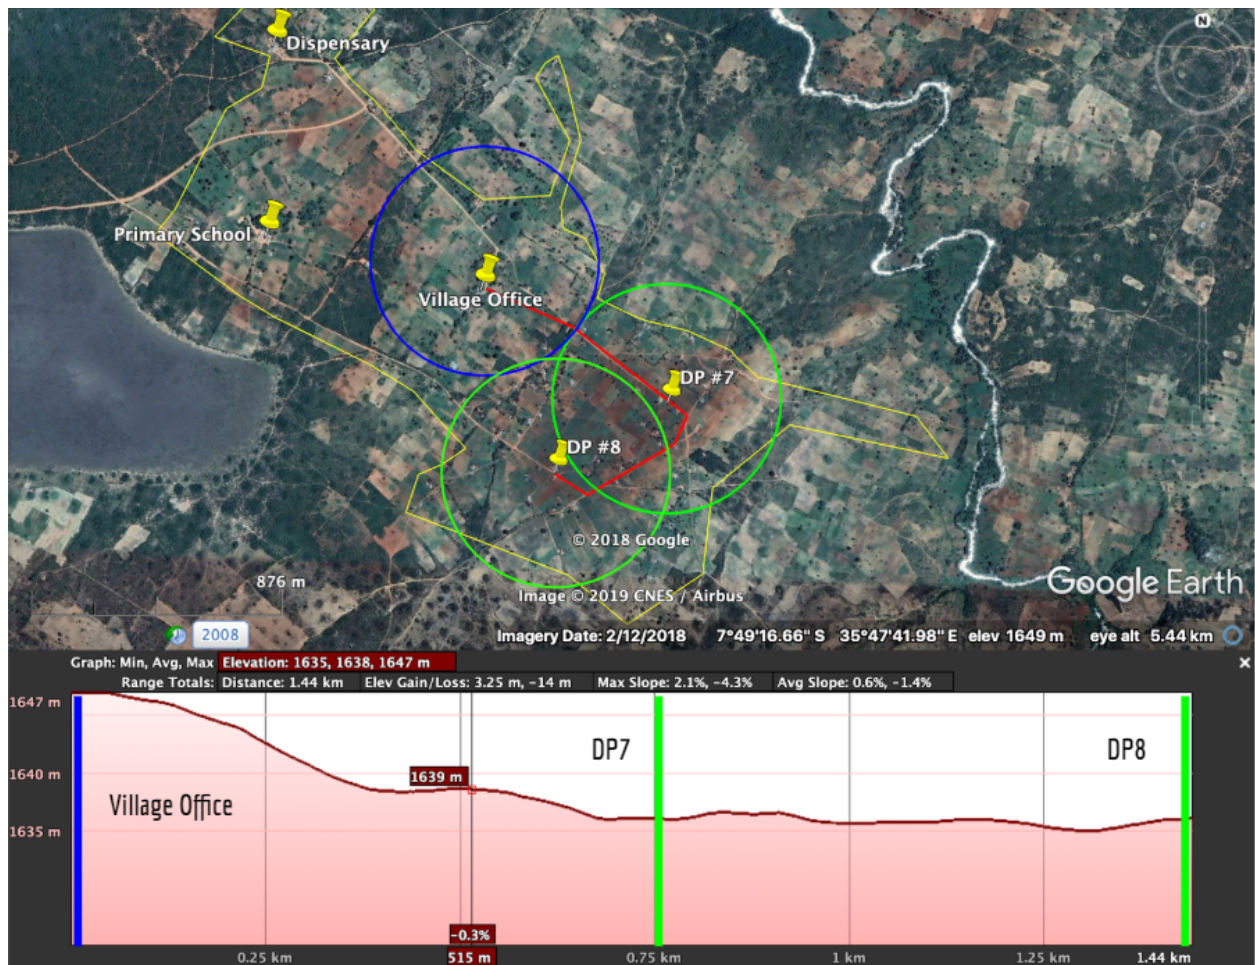 N
Dispensary
Primary School
Village Office
DP #7
DP #8
© 2018 Google
876 m
Image © 2019 CNES / Airbus
Google Earth
2008
Imagery Date: 2/12/2018 7°49'16.66" S 35°47'41.98" E elev 1649 m eye alt 5.44 km
Graph: Min, Avg, Max Elevation: 1635, 1638, 1647 m
Range Totals: Distance: 1.44 km Elev Gain/Loss: 3.25 m, -14 m Max Slope: 2.1%, -4.3% Avg Slope: 0.6%, -1.4%
1647 m
DP7
DP8
1640 m
1639 m
Village Office
1635 m
-0.3%
0.25 km
515 m
0.75 km
1 km
1.25 km
1.44 km